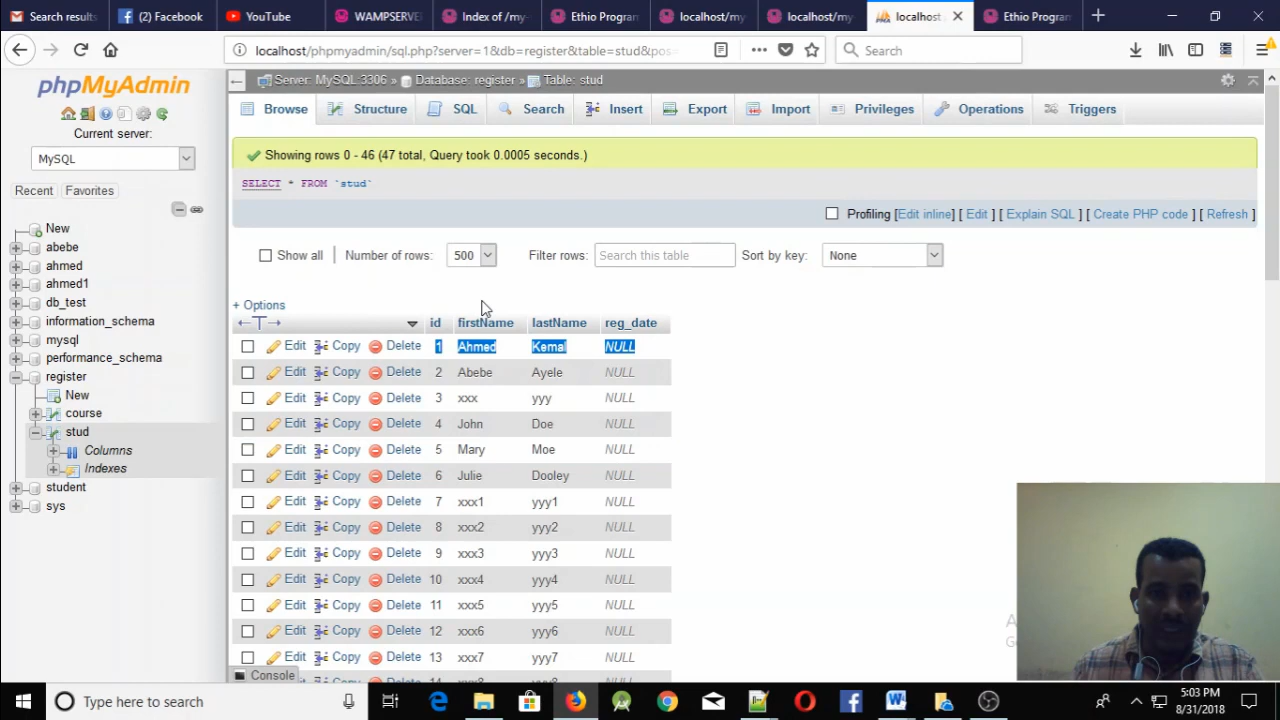 Search results
(2) Facebook
YouTube
WAMPSERVE
Index of /my-
Ethio Program
localhost/my
localhost/my
localhost
Ethio Program
localhost/phpmyadmin/sql.php?server=1&db=register&table=stud&pos=
Search
phpMyAdmin
Current server:
MySQL
Recent Favorites
New
abebe
ahmed
ahmed1
db_test
information_schema
mysql
performance_schema
register
New
course
stud
Columns
Indexes
student
sys
Server: MySQL:3306 » Database: register » Table: stud
Browse Structure SQL Search Insert Export Import Privileges Operations Triggers
Showing rows 0 - 46 (47 total, Query took 0.0005 seconds.)
SELECT * FROM `stud`
Profiling [Edit inline] [ Edit ] [ Explain SQL ] [ Create PHP code ] [ Refresh ]
Show all | Number of rows: 500 Filter rows: Search this table Sort by key: None
+ Options
id firstName lastName reg_date
Edit Copy Delete 1 Ahmed Kemal NULL
Edit Copy Delete 2 Abebe Ayele NULL
Edit Copy Delete 3 xxx yyy NULL
Edit Copy Delete 4 John Doe NULL
Edit Copy Delete 5 Mary Moe NULL
Edit Copy Delete 6 Julie Dooley NULL
Edit Copy Delete 7 xxx1 yyy1 NULL
Edit Copy Delete 8 xxx2 yyy2 NULL
Edit Copy Delete 9 xxx3 yyy3 NULL
Edit Copy Delete 10 xxx4 yyy4 NULL
Edit Copy Delete 11 xxx5 yyy5 NULL
Edit Copy Delete 12 xxx6 yyy6 NULL
Edit Copy Delete 13 xxx7 yyy7 NULL
Console
Type here to search
5:03 PM
8/31/2018